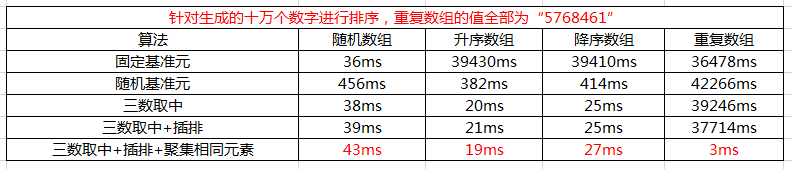 针对生成的十万个数字进行排序，重复数组的值全部为“5768461”
算法 随机数组 升序数组 降序数组 重复数组
固定基准元 36ms 39430ms 39410ms 36478ms
随机基准元 456ms 382ms 414ms 42266ms
三数取中 38ms 20ms 25ms 39246ms
三数取中+插排 39ms 21ms 25ms 37714ms
三数取中+插排+聚集相同元素 43ms 19ms 27ms 3ms